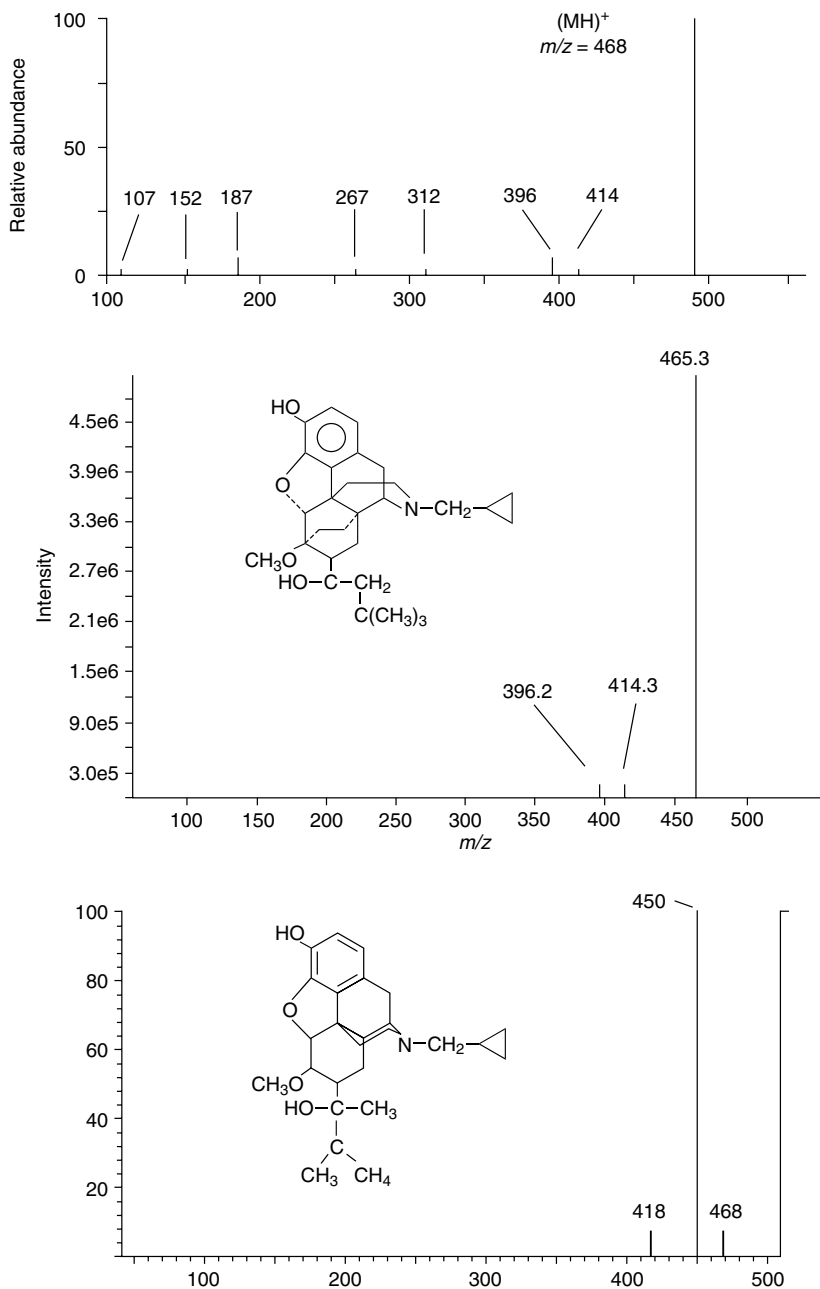 100
(MH)+
m/z = 468
Relative abundance
50
107 152 187 267 312 396 414
0
100 200 300 400 500
465.3
4.5e6
HO
3.9e6
O
N–CH2
3.3e6
CH3O
2.7e6
HO–C–CH2
C(CH3)3
2.1e6
Intensity
1.5e6
396.2 414.3
9.0e5
3.0e5
100 150 200 250 300 350 400 450 500
m/z
100
450
HO
80
O
60
N–CH2
CH3O
40
HO–C–CH3
C
CH3 CH4
20
418 468
100 200 300 400 500